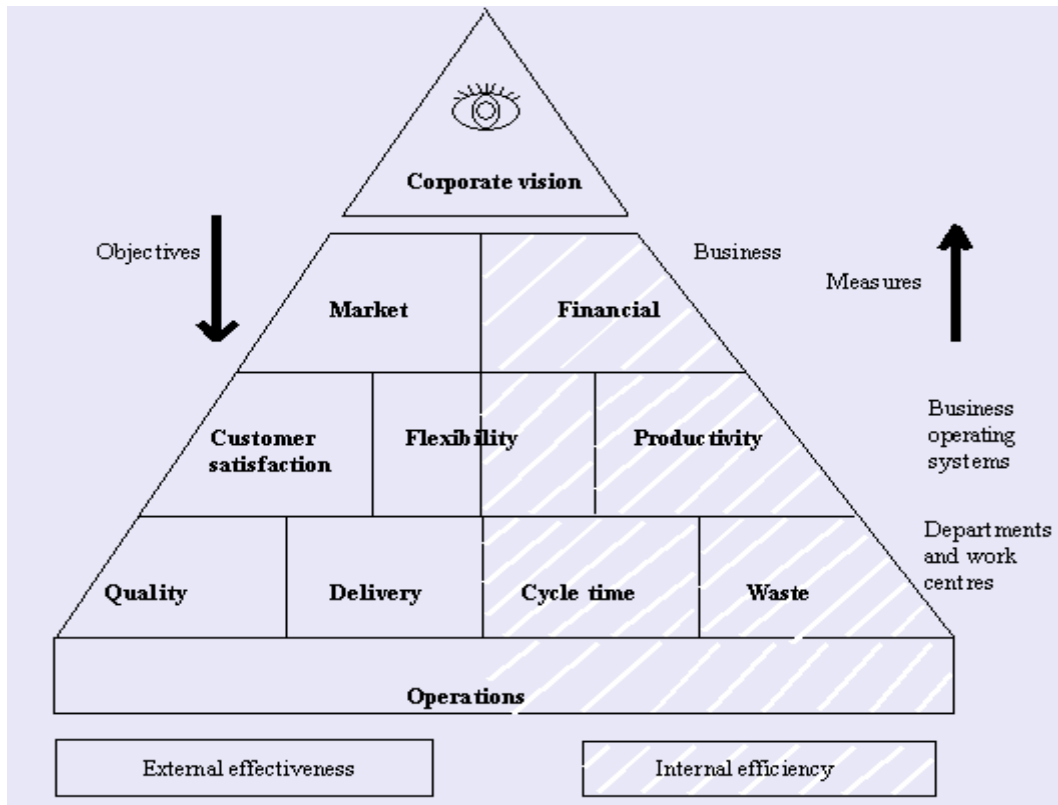 Corporate vision
Objectives
Business
Measures
Market
Financial
Business
operating
systems
Customer
satisfaction
Flexibility
Productivity
Departments
and work
centres
Quality
Delivery
Cycle time
Waste
Operations
External effectiveness
Internal efficiency